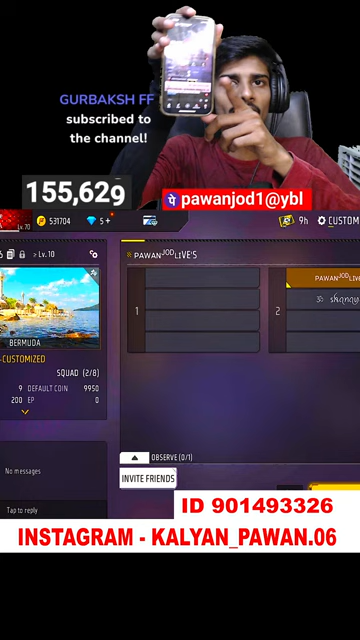 GURBAKSH FF
subscribed to
the channel!
155,629
pawanjod1@ybl
Lv. 70
531704
5 +
9h
CUSTOM
> Lv.10
PAWANᴶᴼᴰLIVE'S
BERMUDA
-CUSTOMIZED
SQUAD (2/8)
9 DEFAULT COIN 9950
200 EP 0
1
2
PAWANᴶᴼᴰLIVE
No messages
Tap to reply
OBSERVE (0/1)
INVITE FRIENDS
ID 901493326
INSTAGRAM - KALYAN_PAWAN.06